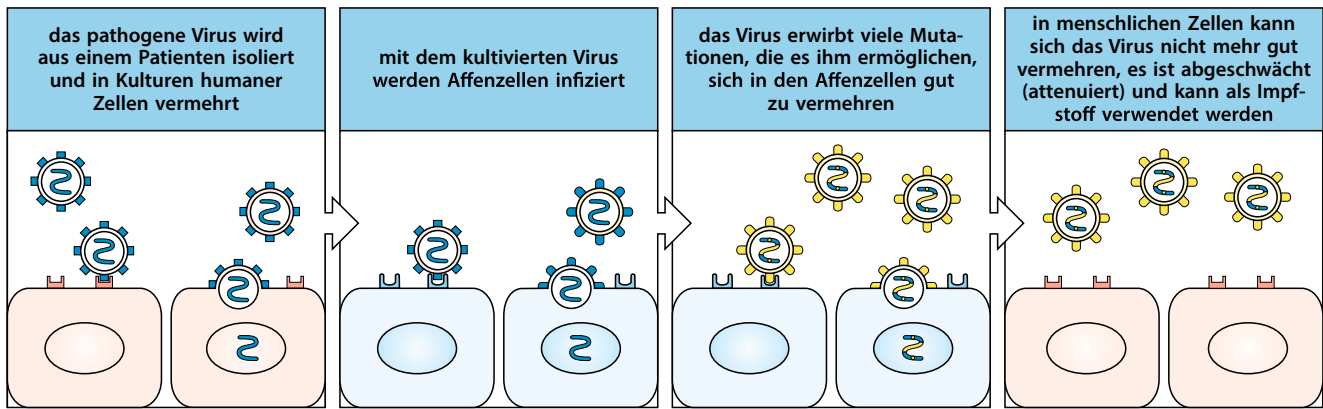 das pathogene Virus wird
aus einem Patienten isoliert
und in Kulturen humaner
Zellen vermehrt
mit dem kultivierten Virus
werden Affenzellen infiziert
das Virus erwirbt viele Muta-
tionen, die es ihm ermöglichen,
sich in den Affenzellen gut
zu vermehren
in menschlichen Zellen kann
sich das Virus nicht mehr gut
vermehren, es ist abgeschwächt
(attenuiert) und kann als Impf-
stoff verwendet werden